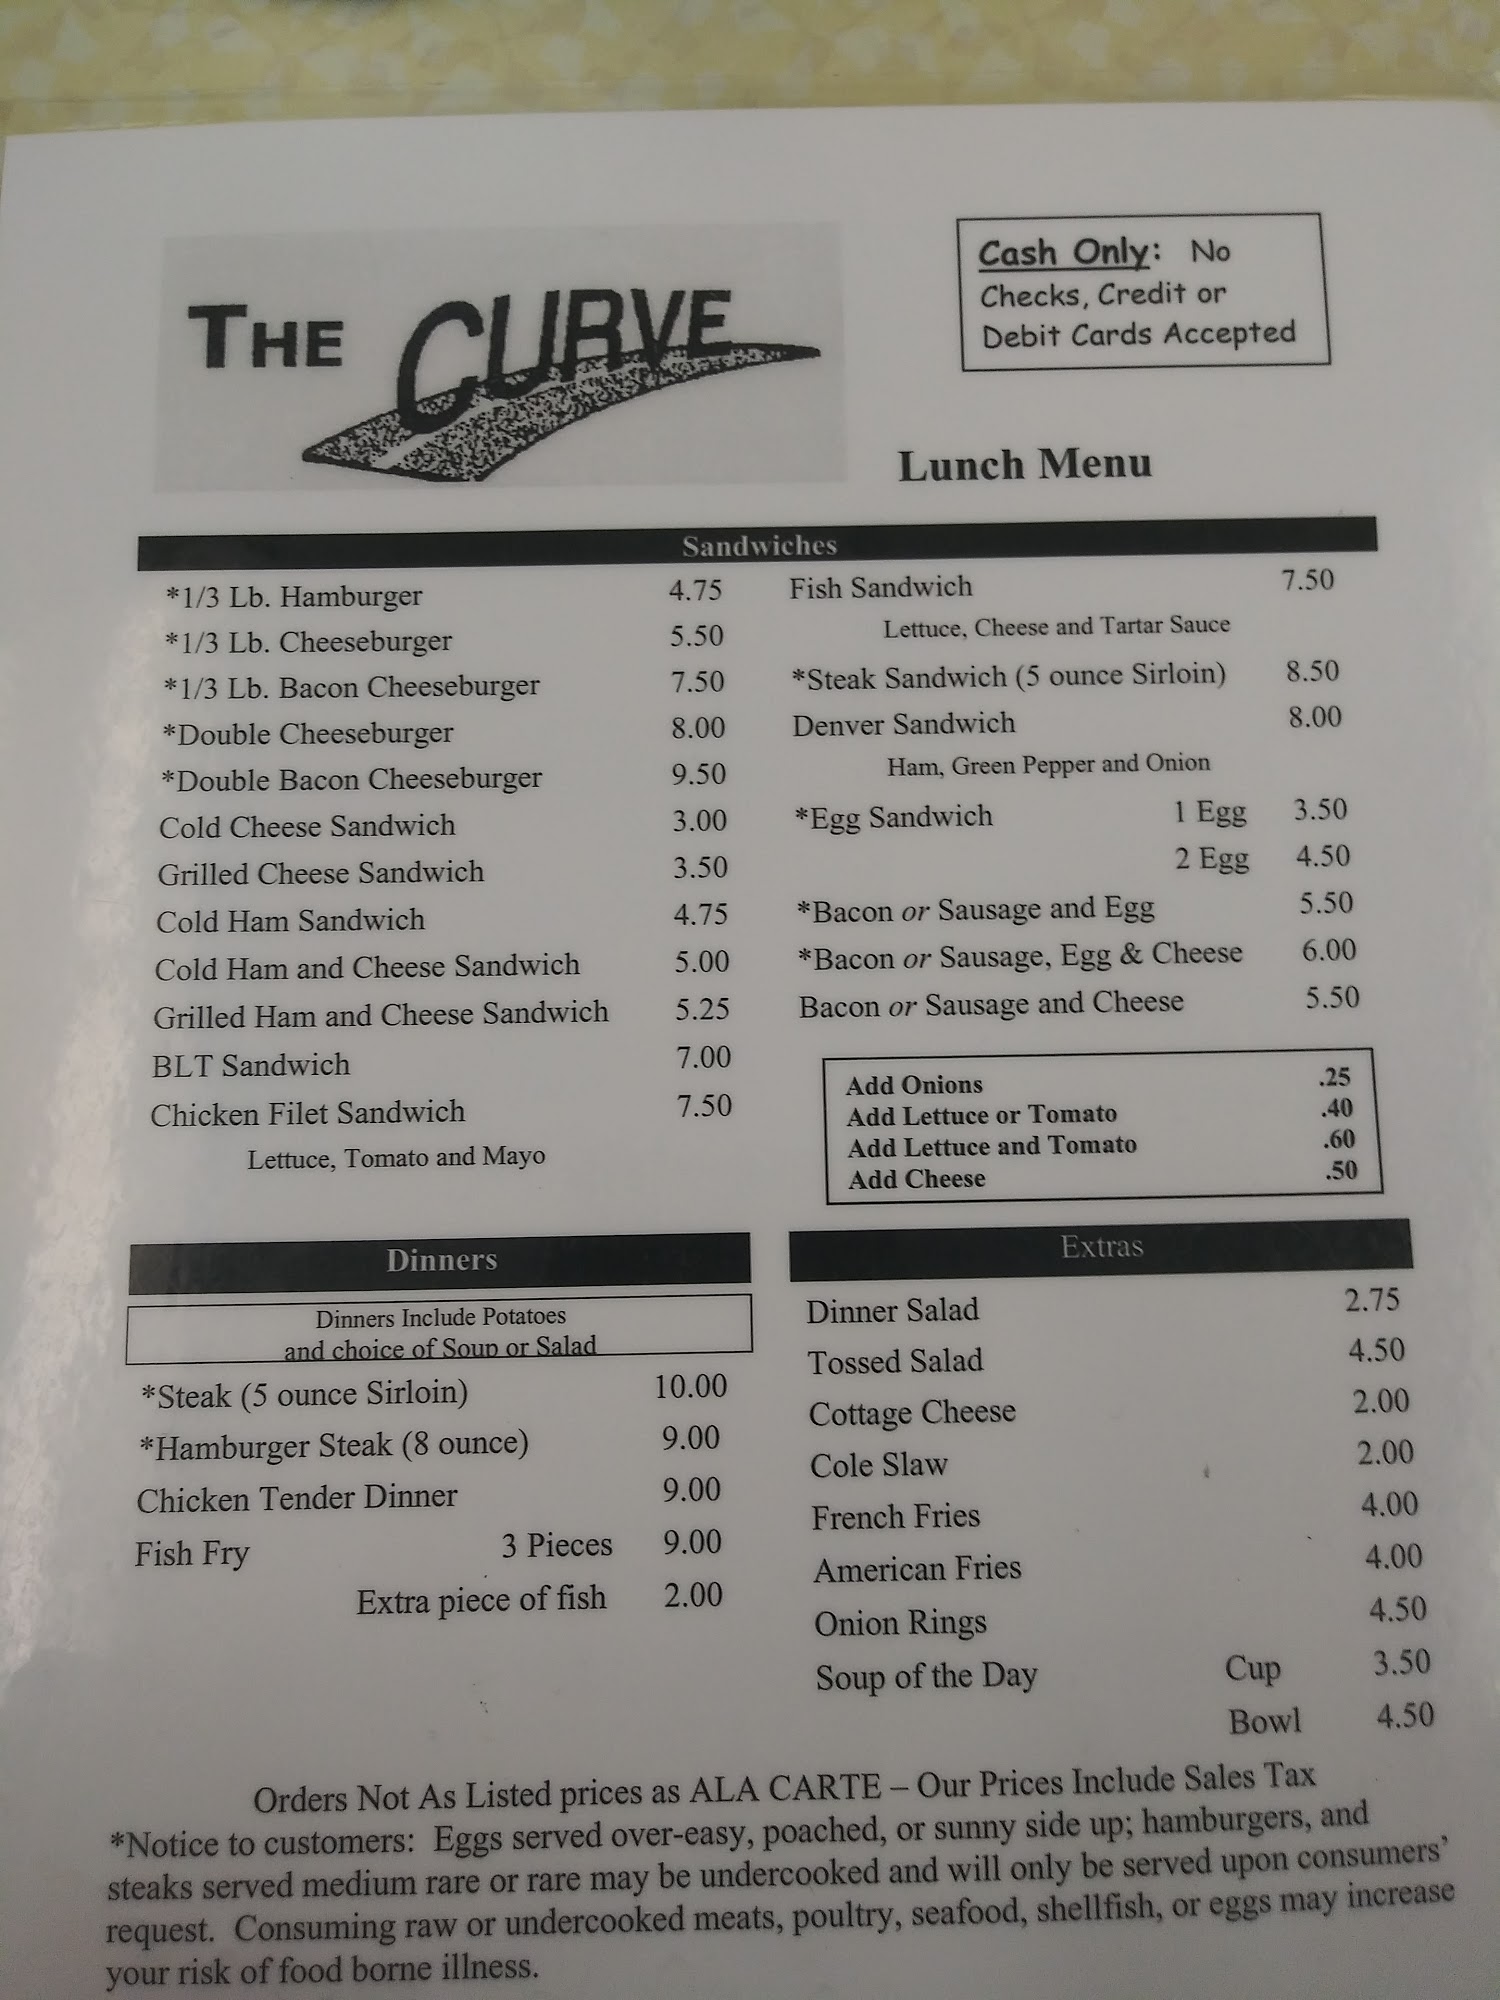 THE CURVE
Cash Only: No
Checks, Credit or
Debit Cards Accepted
Lunch Menu
Sandwiches
*1/3 Lb. Hamburger 4.75
*1/3 Lb. Cheeseburger 5.50
*1/3 Lb. Bacon Cheeseburger 7.50
*Double Cheeseburger 8.00
*Double Bacon Cheeseburger 9.50
Cold Cheese Sandwich 3.00
Grilled Cheese Sandwich 3.50
Cold Ham Sandwich 4.75
Cold Ham and Cheese Sandwich 5.00
Grilled Ham and Cheese Sandwich 5.25
BLT Sandwich 7.00
Chicken Filet Sandwich 7.50
Lettuce, Tomato and Mayo
Fish Sandwich 7.50
Lettuce, Cheese and Tartar Sauce
*Steak Sandwich (5 ounce Sirloin) 8.50
Denver Sandwich 8.00
Ham, Green Pepper and Onion
*Egg Sandwich 1 Egg 3.50
2 Egg 4.50
*Bacon or Sausage and Egg 5.50
*Bacon or Sausage, Egg & Cheese 6.00
Bacon or Sausage and Cheese 5.50
Add Onions .25
Add Lettuce or Tomato .40
Add Lettuce and Tomato .60
Add Cheese .50
Dinners
Dinners Include Potatoes
and choice of Soup or Salad
*Steak (5 ounce Sirloin) 10.00
*Hamburger Steak (8 ounce) 9.00
Chicken Tender Dinner 9.00
Fish Fry 3 Pieces 9.00
Extra piece of fish 2.00
Extras
Dinner Salad 2.75
Tossed Salad 4.50
Cottage Cheese 2.00
Cole Slaw 2.00
French Fries 4.00
American Fries 4.00
Onion Rings 4.50
Soup of the Day Cup 3.50
Bowl 4.50
Orders Not As Listed prices as ALA CARTE – Our Prices Include Sales Tax
*Notice to customers: Eggs served over-easy, poached, or sunny side up; hamburgers, and
steaks served medium rare or rare may be undercooked and will only be served upon consumers'
request. Consuming raw or undercooked meats, poultry, seafood, shellfish, or eggs may increase
your risk of food borne illness.